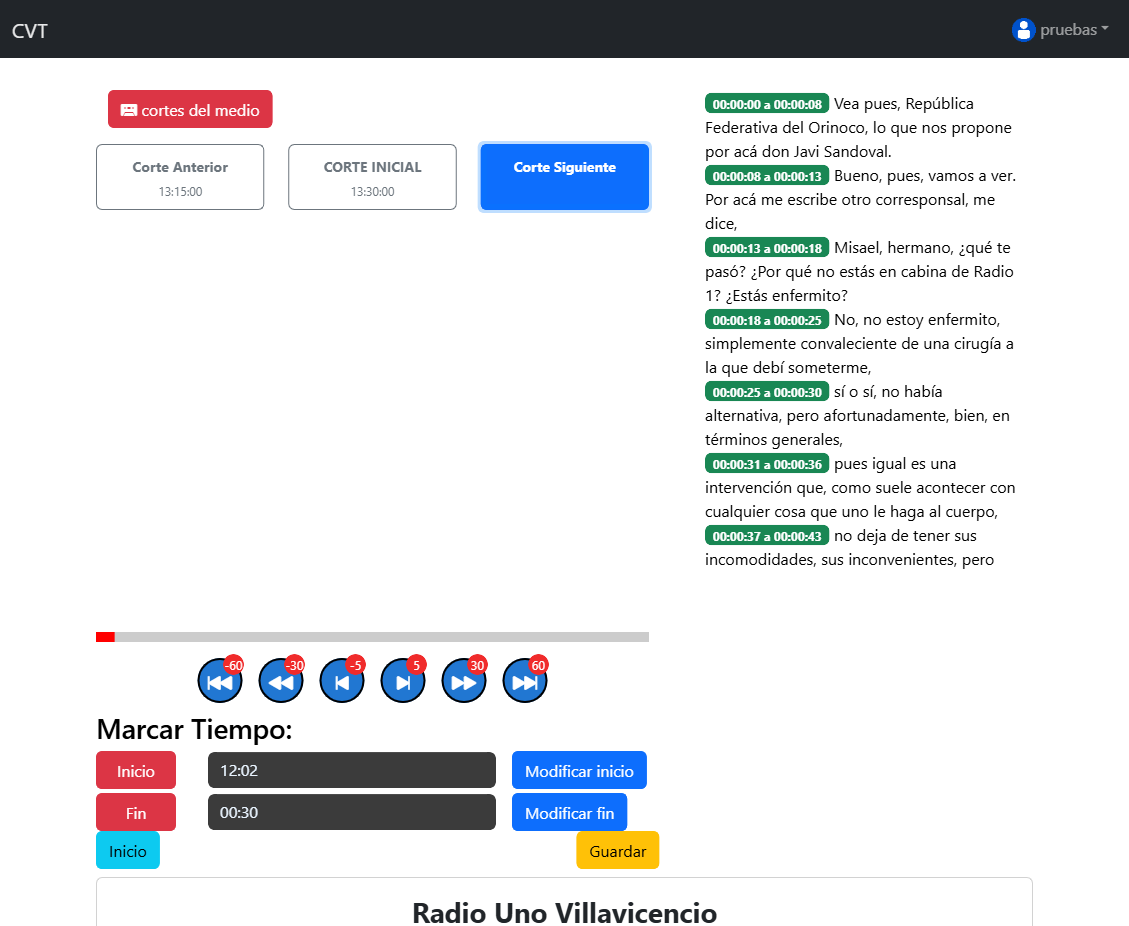 CVT
pruebas
cortes del medio
Corte Anterior
13:15:00
CORTE INICIAL
13:30:00
Corte Siguiente
00:00:00 a 00:00:08 Vea pues, República
Federativa del Orinoco, lo que nos propone
por acá don Javi Sandoval.
00:00:08 a 00:00:13 Bueno, pues, vamos a ver.
Por acá me escribe otro corresponsal, me
dice,
00:00:13 a 00:00:18 Misael, hermano, ¿qué te
pasó? ¿Por qué no estás en cabina de Radio
1? ¿Estás enfermito?
00:00:18 a 00:00:25 No, no estoy enfermito,
simplemente convaleciente de una cirugía a
la que debí someterme,
00:00:25 a 00:00:30 sí o sí, no había
alternativa, pero afortunadamente, bien, en
términos generales,
00:00:31 a 00:00:36 pues igual es una
intervención que, como suele acontecer con
cualquier cosa que uno le haga al cuerpo,
00:00:37 a 00:00:43 no deja de tener sus
incomodidades, sus inconvenientes, pero
-60
-30
-5
5
30
60
Marcar Tiempo:
Inicio
12:02
Modificar inicio
Fin
00:30
Modificar fin
Inicio
Guardar
Radio Uno Villavicencio